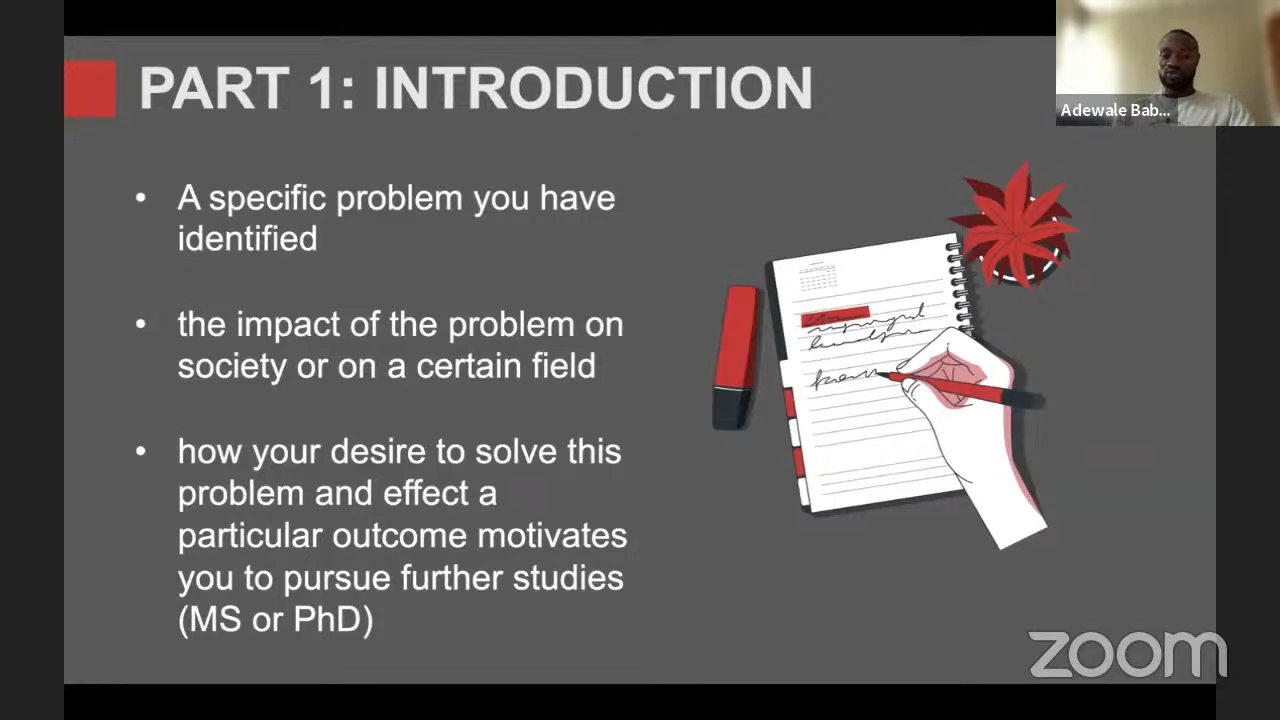 PART 1: INTRODUCTION
Adewale Bab...
• A specific problem you have
identified
• the impact of the problem on
society or on a certain field
• how your desire to solve this
problem and effect a
particular outcome motivates
you to pursue further studies
(MS or PhD)
zoom